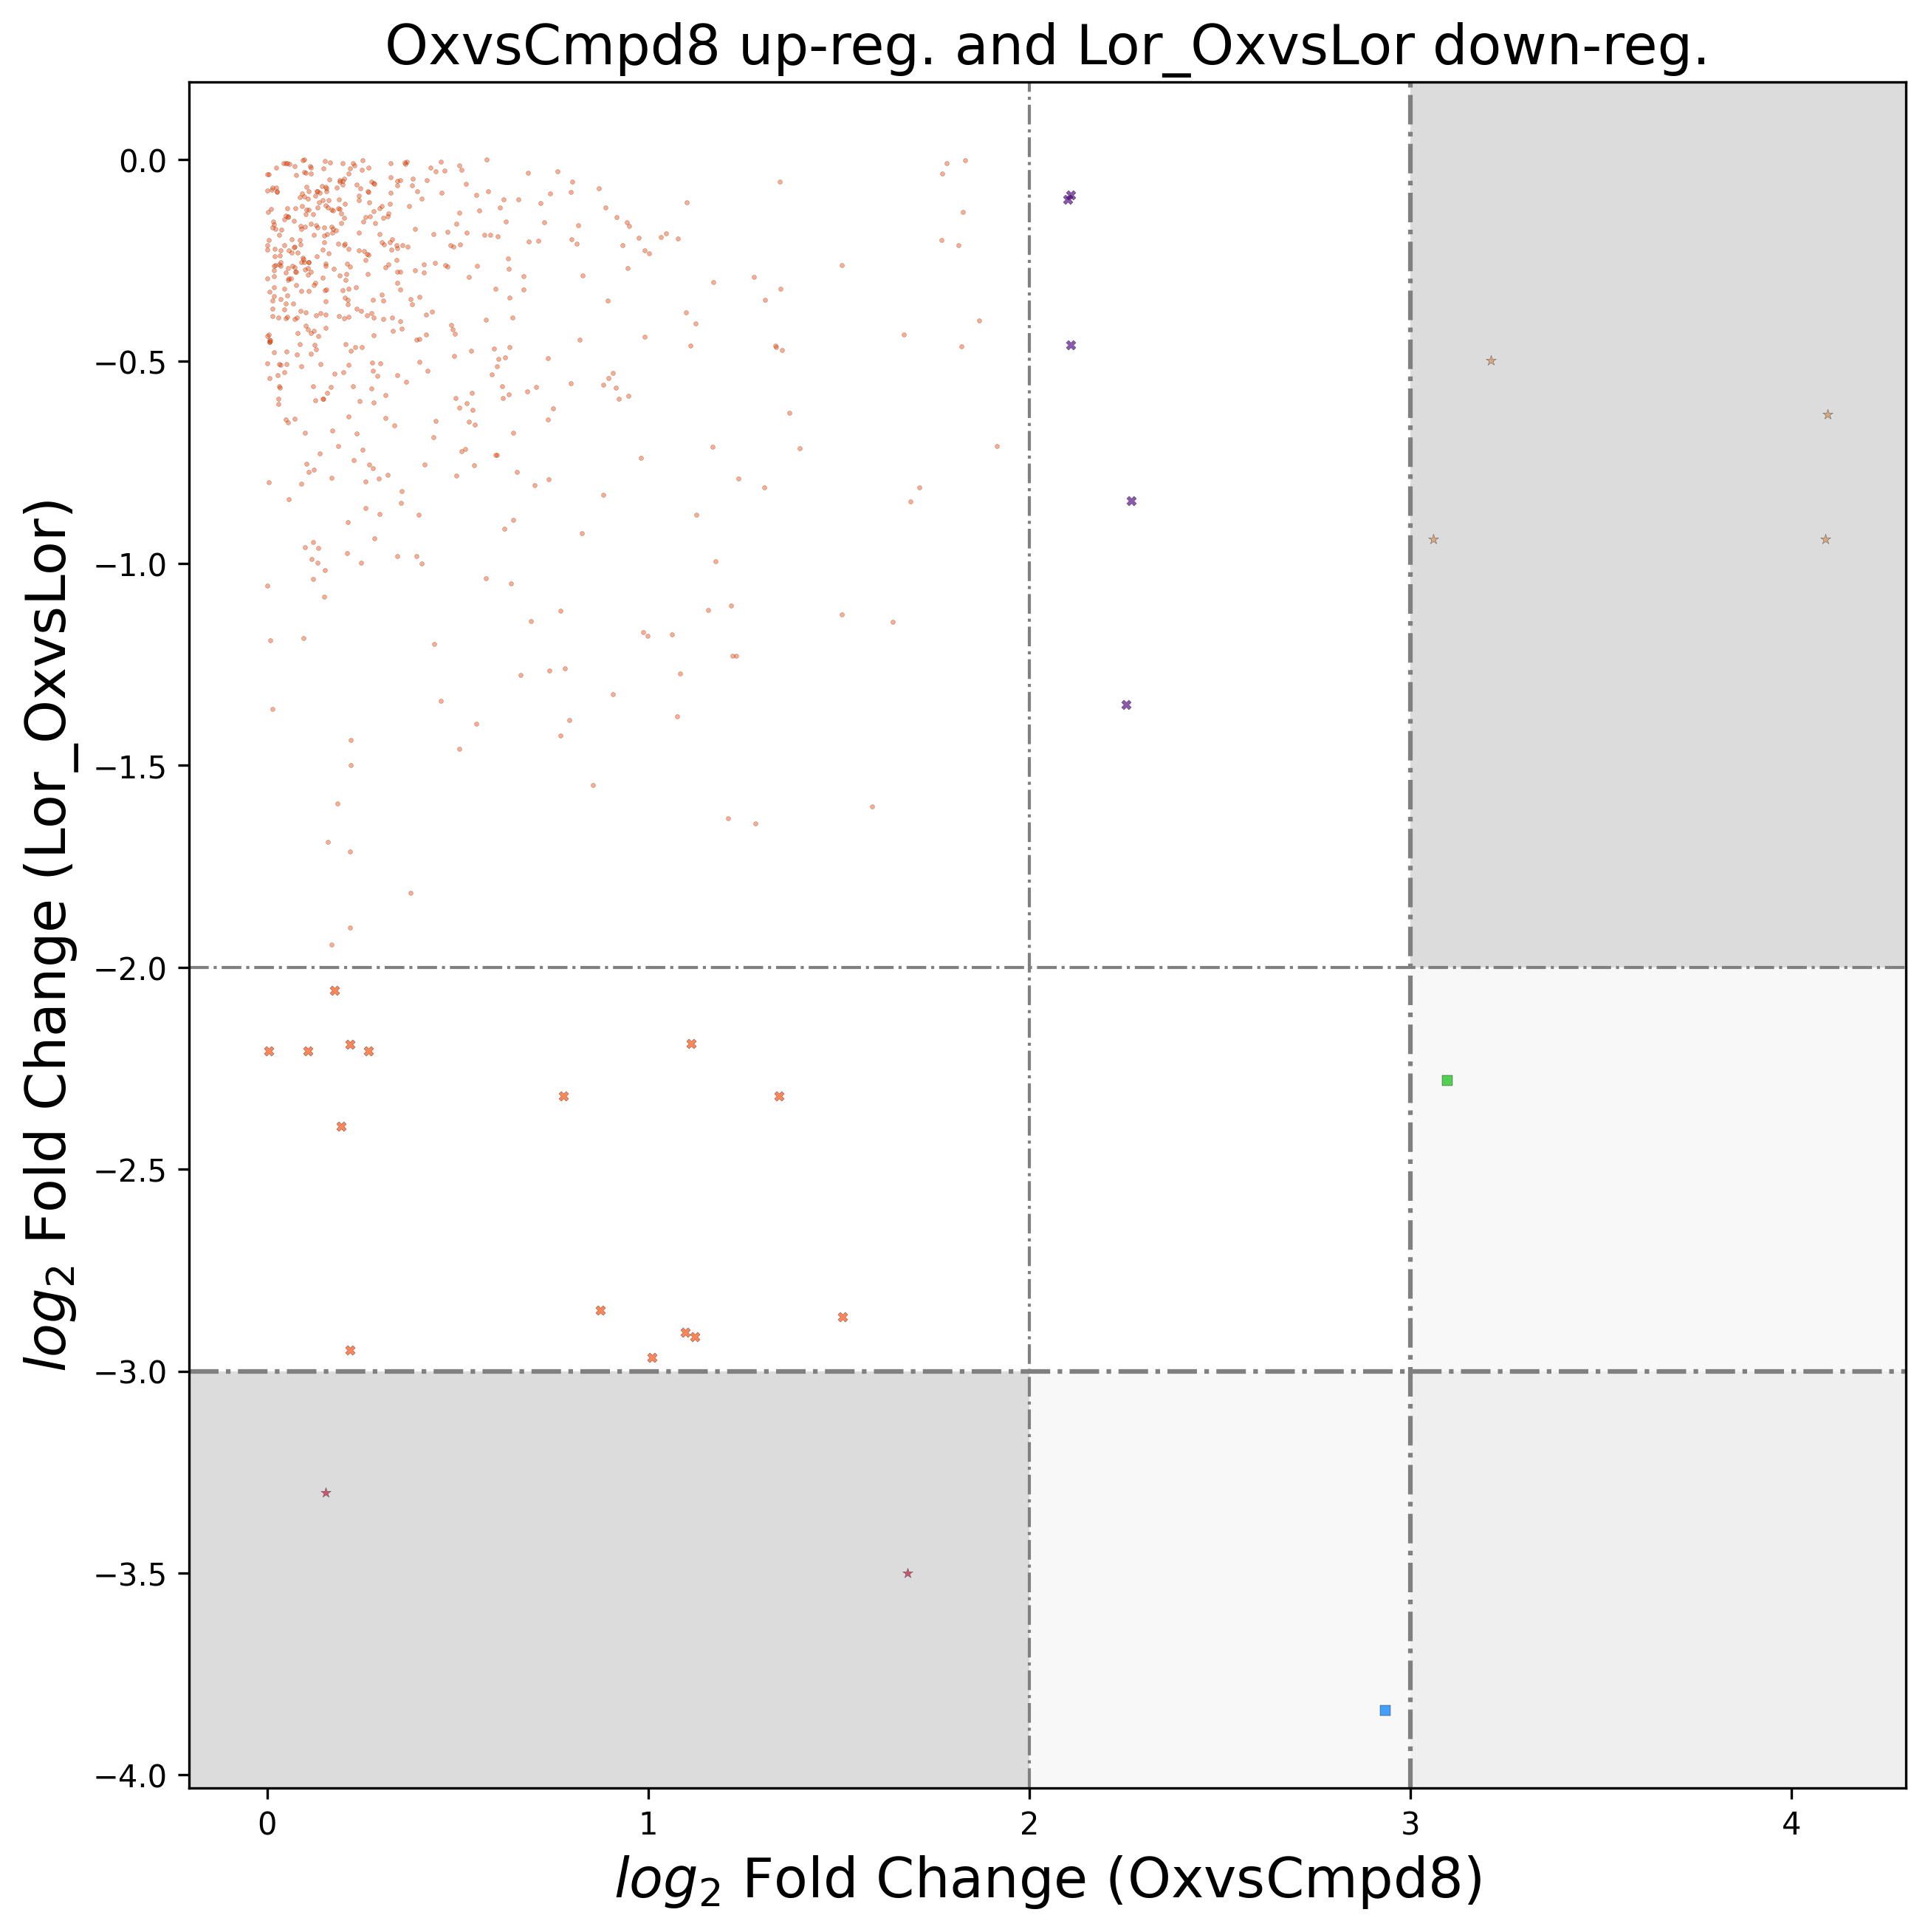 OxvsCmpd8 up-reg. and Lor_OxvsLor down-reg.
log2 Fold Change (Lor_OxvsLor)
0.0
−0.5
−1.0
−1.5
−2.0
−2.5
−3.0
−3.5
−4.0
0 1 2 3 4
log2 Fold Change (OxvsCmpd8)